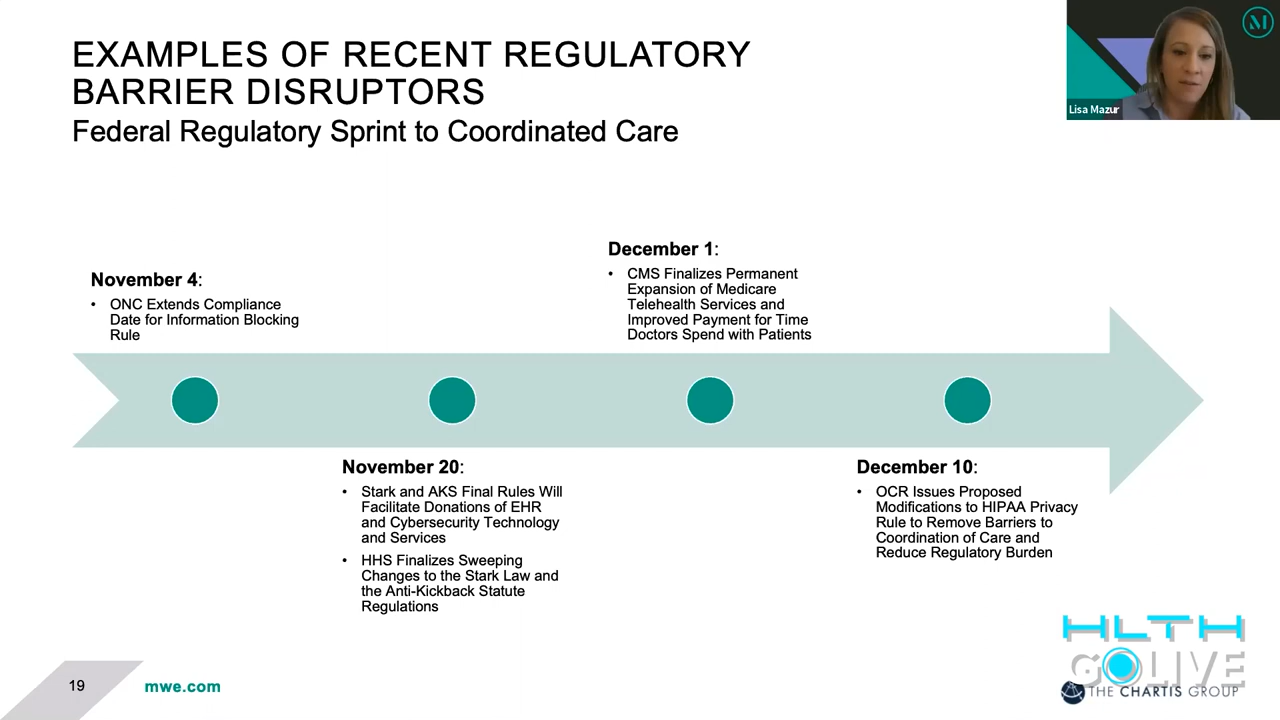 EXAMPLES OF RECENT REGULATORY
BARRIER DISRUPTORS
Federal Regulatory Sprint to Coordinated Care
M
Lisa Mazur
November 4:
• ONC Extends Compliance
Date for Information Blocking
Rule
November 20:
• Stark and AKS Final Rules Will
Facilitate Donations of EHR
and Cybersecurity Technology
and Services
• HHS Finalizes Sweeping
Changes to the Stark Law and
the Anti-Kickback Statute
Regulations
December 1:
• CMS Finalizes Permanent
Expansion of Medicare
Telehealth Services and
Improved Payment for Time
Doctors Spend with Patients
December 10:
• OCR Issues Proposed
Modifications to HIPAA Privacy
Rule to Remove Barriers to
Coordination of Care and
Reduce Regulatory Burden
19
mwe.com
HLTH
GOLIVE
THE CHARTIS GROUP